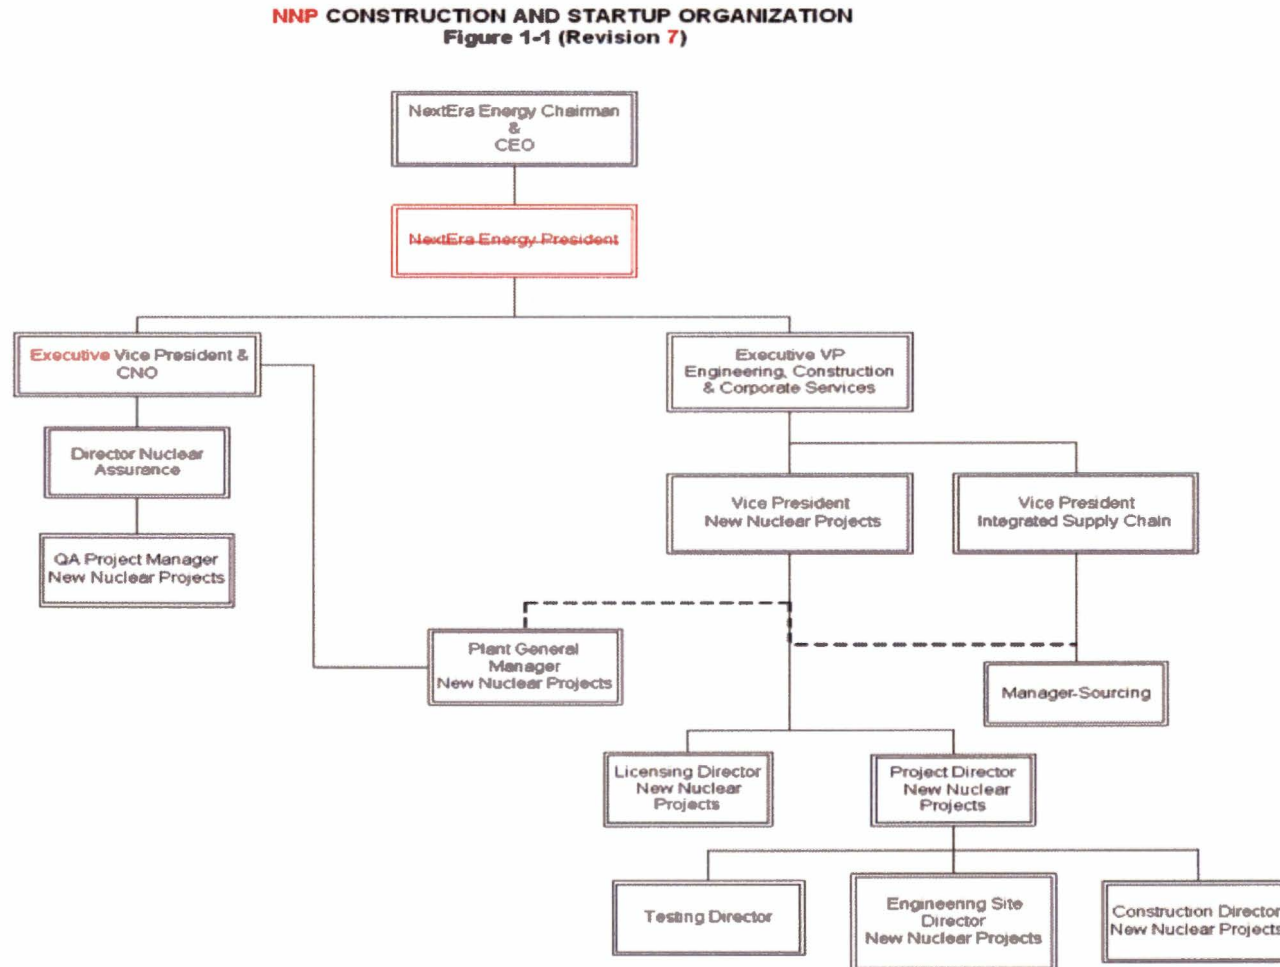 NNP CONSTRUCTION AND STARTUP ORGANIZATION
Figure 1-1 (Revision 7)
NextEra Energy Chairman
&
CEO
NextEra Energy President
Executive Vice President &
CNO
Executive VP
Engineering, Construction
& Corporate Services
Director Nuclear
Assurance
Vice President
New Nuclear Projects
Vice President
Integrated Supply Chain
QA Project Manager
New Nuclear Projects
Plant General
Manager
New Nuclear Projects
Manager-Sourcing
Licensing Director
New Nuclear
Projects
Project Director
New Nuclear
Projects
Testing Director
Engineering Site
Director
New Nuclear Projects
Construction Director
New Nuclear Projects